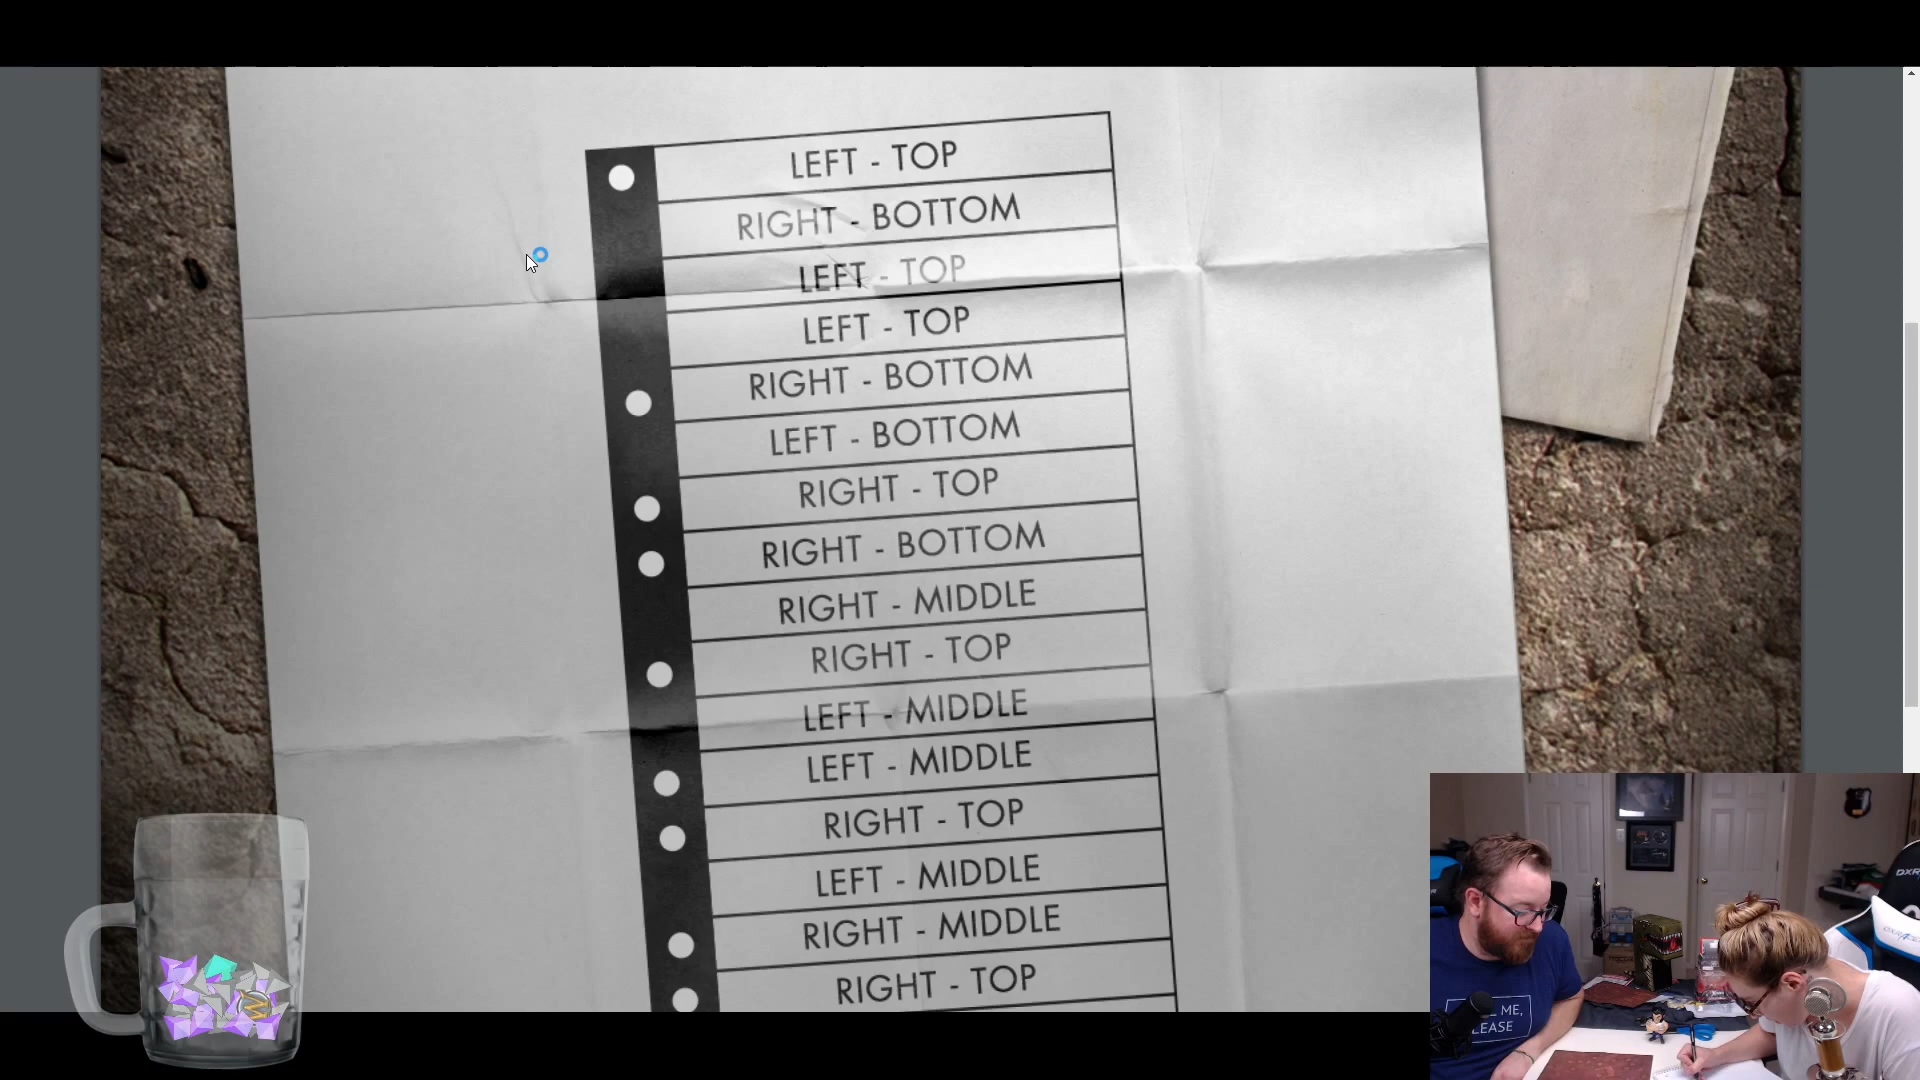 LEFT - TOP
RIGHT - BOTTOM
LEFT - TOP
LEFT - TOP
RIGHT - BOTTOM
LEFT - BOTTOM
RIGHT - TOP
RIGHT - BOTTOM
RIGHT - MIDDLE
RIGHT - TOP
LEFT - MIDDLE
LEFT - MIDDLE
RIGHT - TOP
LEFT - MIDDLE
RIGHT - MIDDLE
RIGHT - TOP
ME,